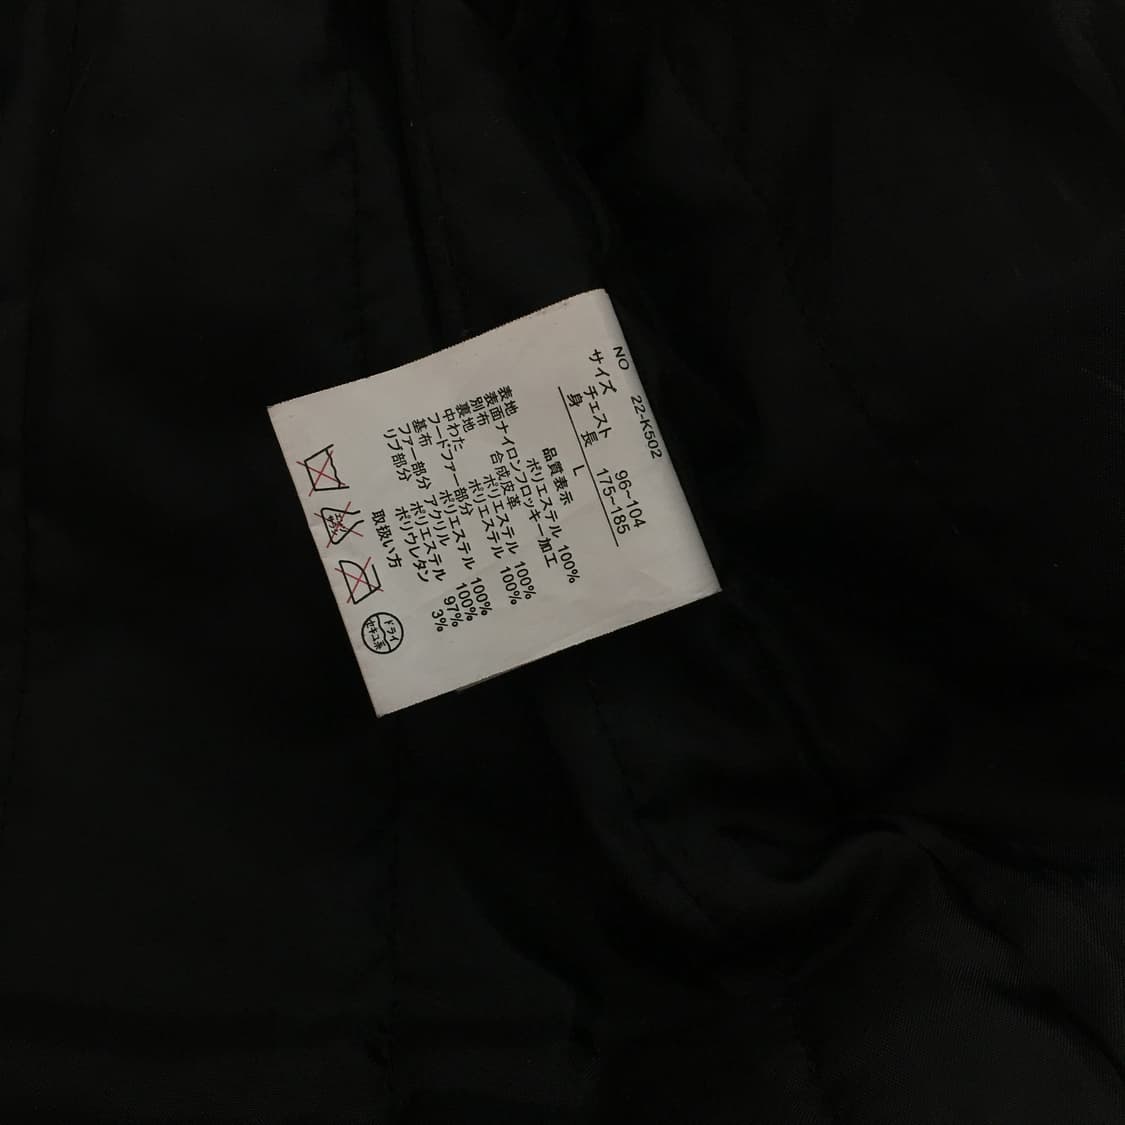 NO 22-K502
サイズ チェスト 96~104
身長 175~185
L
品質表示
表地 ポリエステル 100%
表面ナイロンフロッキー加工
別布 合成皮革
裏地 ポリエステル 100%
中わた ポリエステル 100%
フードファー部分
基布 ポリエステル 100%
ファー部分 アクリル 100%
リブ部分 ポリエステル 97%
ポリウレタン 3%
取扱い方
ドライ
セキユ系